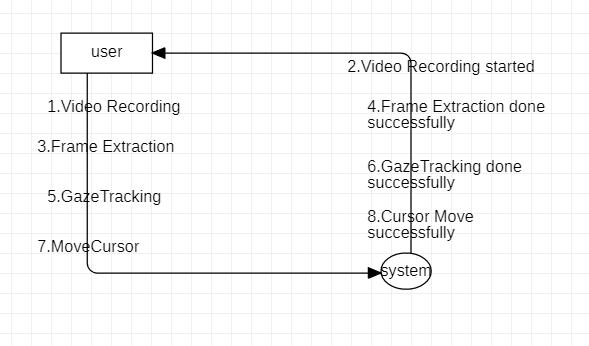 user
2.Video Recording started
1.Video Recording
4.Frame Extraction done
successfully
3.Frame Extraction
6.GazeTracking done
successfully
5.GazeTracking
8.Cursor Move
successfully
7.MoveCursor
system